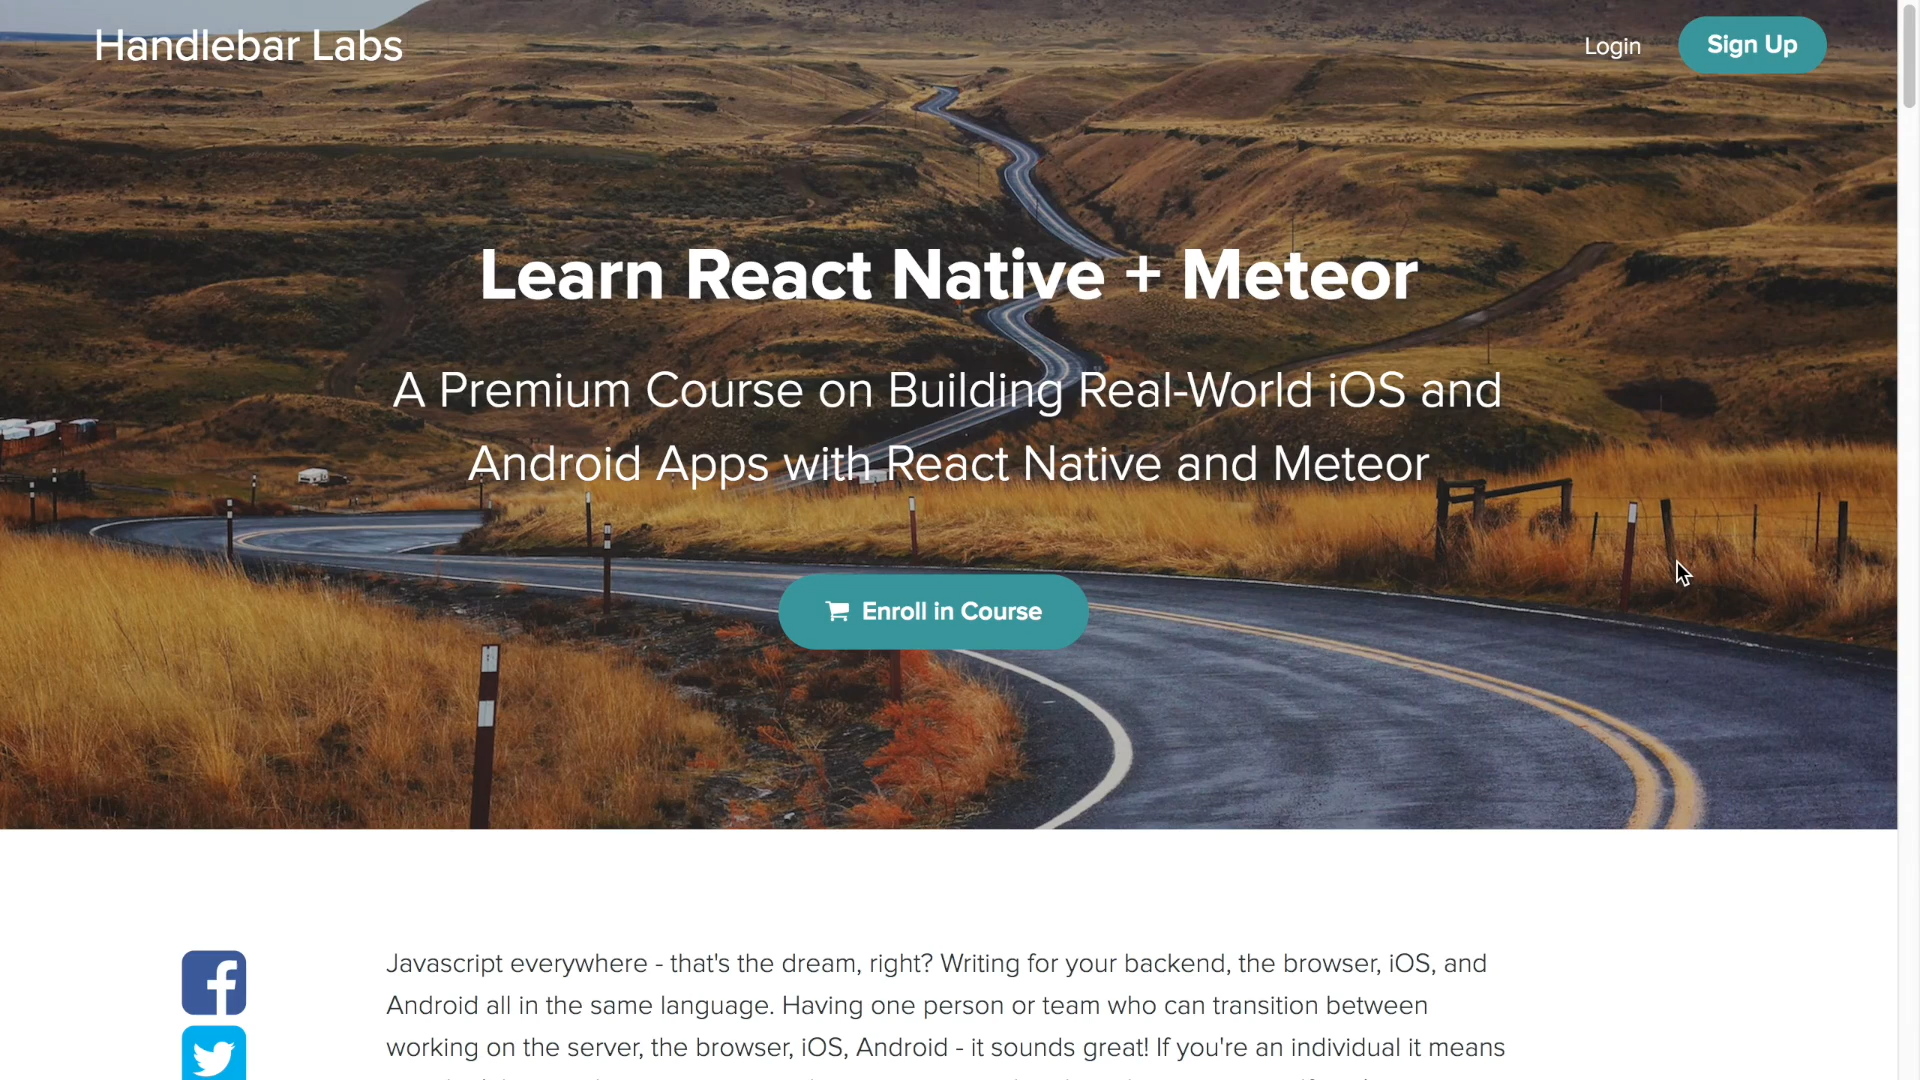 Handlebar Labs
Login
Sign Up
Learn React Native + Meteor
A Premium Course on Building Real-World iOS and
Android Apps with React Native and Meteor
Enroll in Course
Javascript everywhere - that's the dream, right? Writing for your backend, the browser, iOS, and
Android all in the same language. Having one person or team who can transition between
working on the server, the browser, iOS, Android - it sounds great! If you're an individual it means